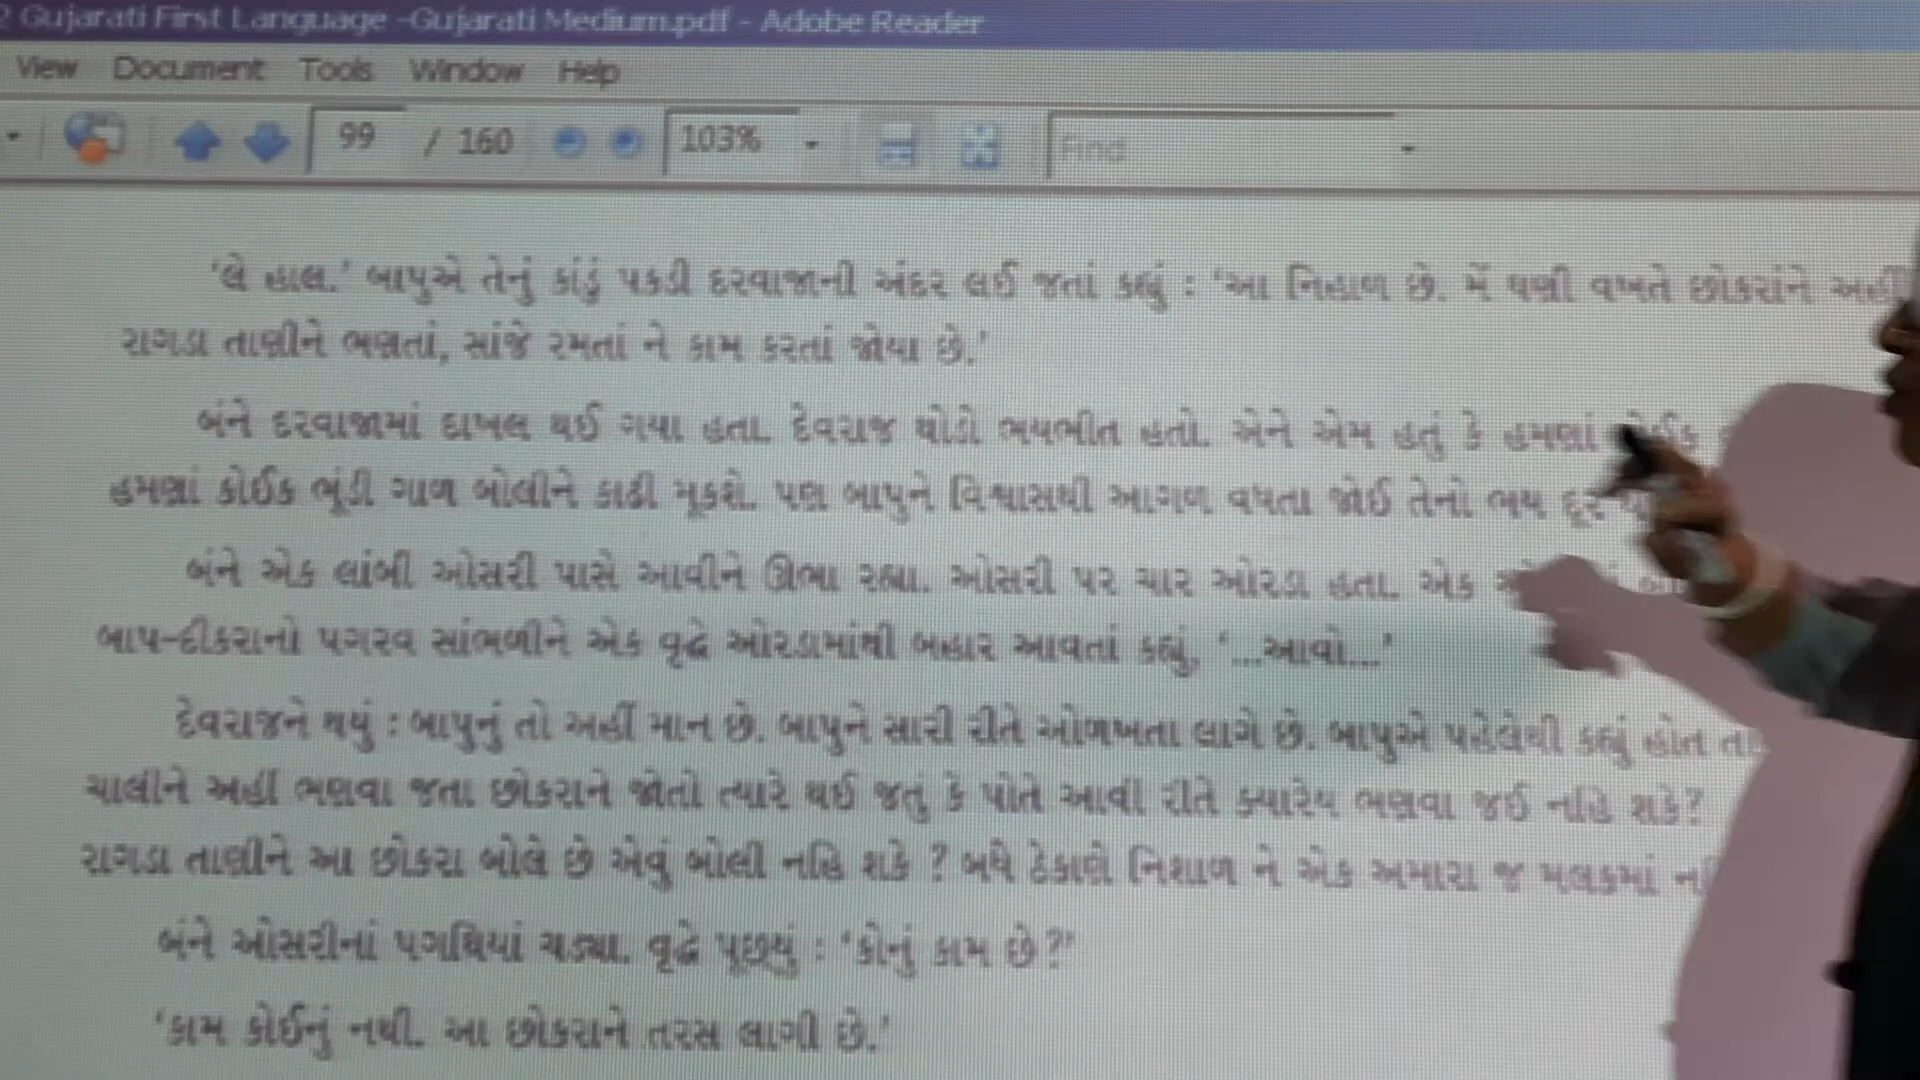 2 Gujarati First Language -Gujarati Medium.pdf - Adobe Reader
View Document Tools Window Help
99 / 160 103% Find
'લે હાલ.' બાપુએ તેનું કાંડું પકડી દરવાજાની અંદર લઈ જતાં કહ્યું : 'આ નિહાળ છે. મેં ઘણી વખતે છોકરાંને અહીં
રાગડા તાણીને ભણતાં, સાંજે રમતાં ને કામ કરતાં જોયા છે.'
બંને દરવાજામાં દાખલ થઈ ગયા હતા. દેવરાજ થોડો ભયભીત હતો. એને એમ હતું કે હમણાં
હમણાં કોઈક ભૂંડી ગાળ બોલીને કાઢી મૂકશે. પણ બાપુને વિશ્વાસથી આગળ વધતા જોઈ તેનો ભય દૂર
બંને એક લાંબી ઓસરી પાસે આવીને ઊભા રહ્યા. ઓસરી પર ચાર ઓરડા હતા. એક
બાપ-દીકરાનો પગરવ સાંભળીને એક વૃદ્ધે ઓરડામાંથી બહાર આવતાં કહ્યું, '...આવો...'
દેવરાજને થયું : બાપુનું તો અહીં માન છે. બાપુને સારી રીતે ઓળખતા લાગે છે. બાપુએ પહેલેથી કહ્યું હોત
ચાલીને અહીં ભણવા જતા છોકરાને જોતો ત્યારે થઈ જતું કે પોતે આવી રીતે ક્યારેય ભણવા જઈ નહિ શકે?
રાગડા તાણીને આ છોકરા બોલે છે એવું બોલી નહિ શકે ? બધે ઠેકાણે નિશાળ ને એક અમારા જ મલકમાં
બંને ઓસરીનાં પગથિયાં ચડ્યા. વૃદ્ધે પૂછ્યું : 'કોનું કામ છે?'
'કામ કોઈનું નથી. આ છોકરાને તરસ લાગી છે.'